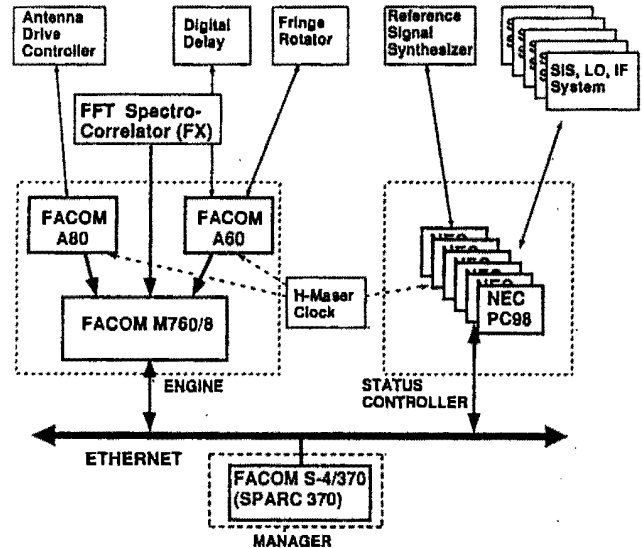 Antenna
Drive
Controller
Digital
Delay
Fringe
Rotator
Reference
Signal
Synthesizer
SIS, LO, IF
System
FFT Spectro-
Correlator (FX)
FACOM
A80
FACOM
A60
H-Maser
Clock
FACOM M760/8
NEC
NEC
PC98
ENGINE
STATUS
CONTROLLER
ETHERNET
FACOM S-4/370
(SPARC 370)
MANAGER